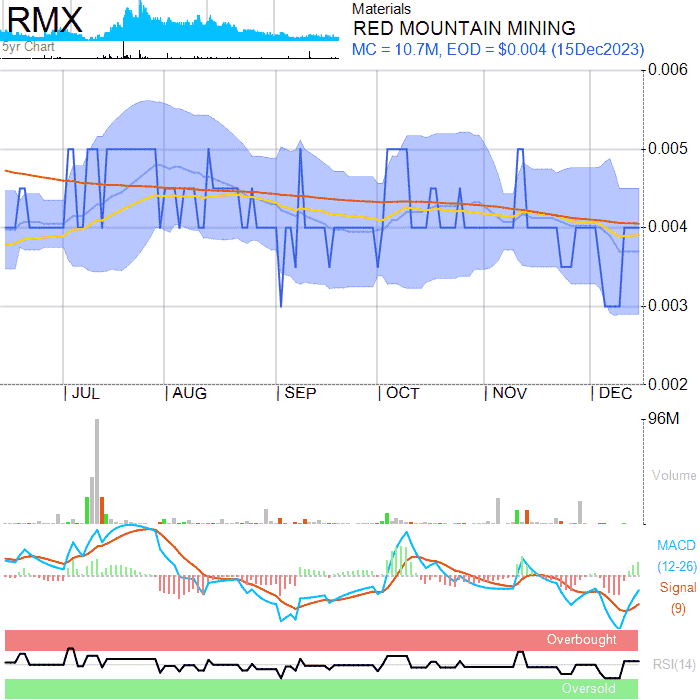 RMX
5yr Chart
Materials
RED MOUNTAIN MINING
MC = 10.7M, EOD = $0.004 (15Dec2023)
0.006
0.005
0.004
0.003
0.002
JUL AUG SEP OCT NOV DEC
96M
Volume
MACD
(12-26)
Signal
(9)
Overbought
RSI(14)
Oversold